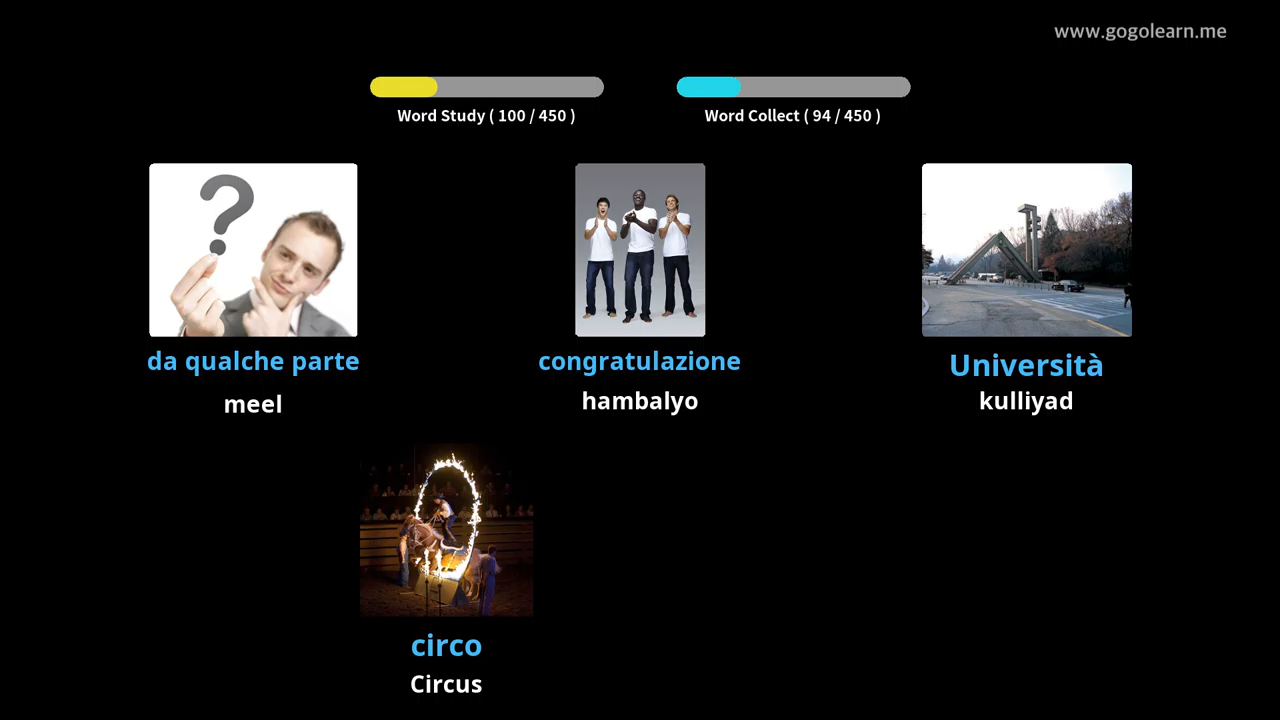 www.gogolearn.me
Word Study ( 100 / 450 )
Word Collect ( 94 / 450 )
da qualche parte
meel
congratulazione
hambalyo
Università
kulliyad
circo
Circus